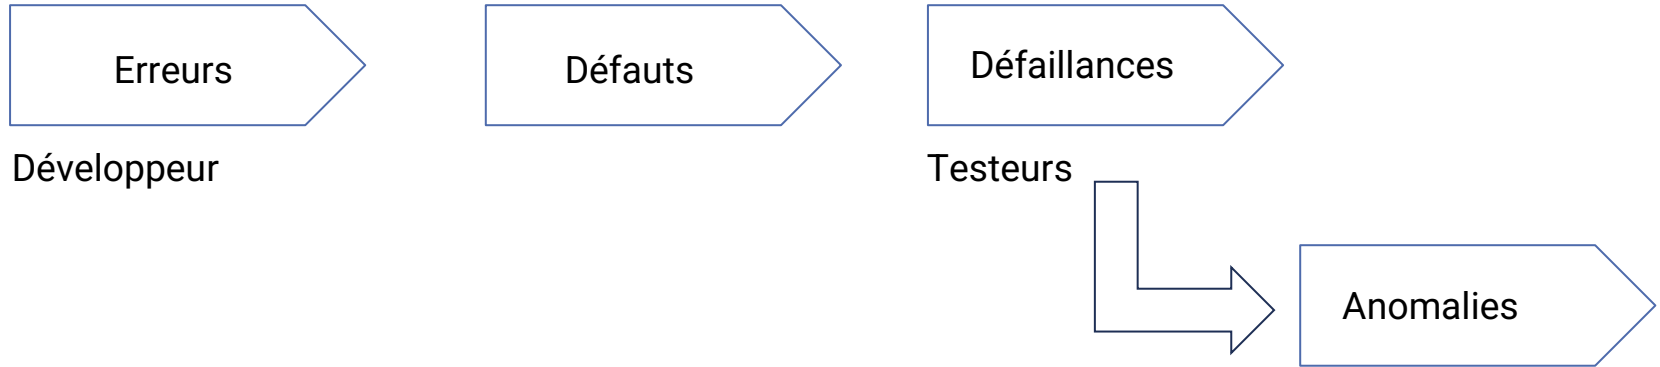 Erreurs
Défauts
Défaillances
Développeur
Testeurs
Anomalies